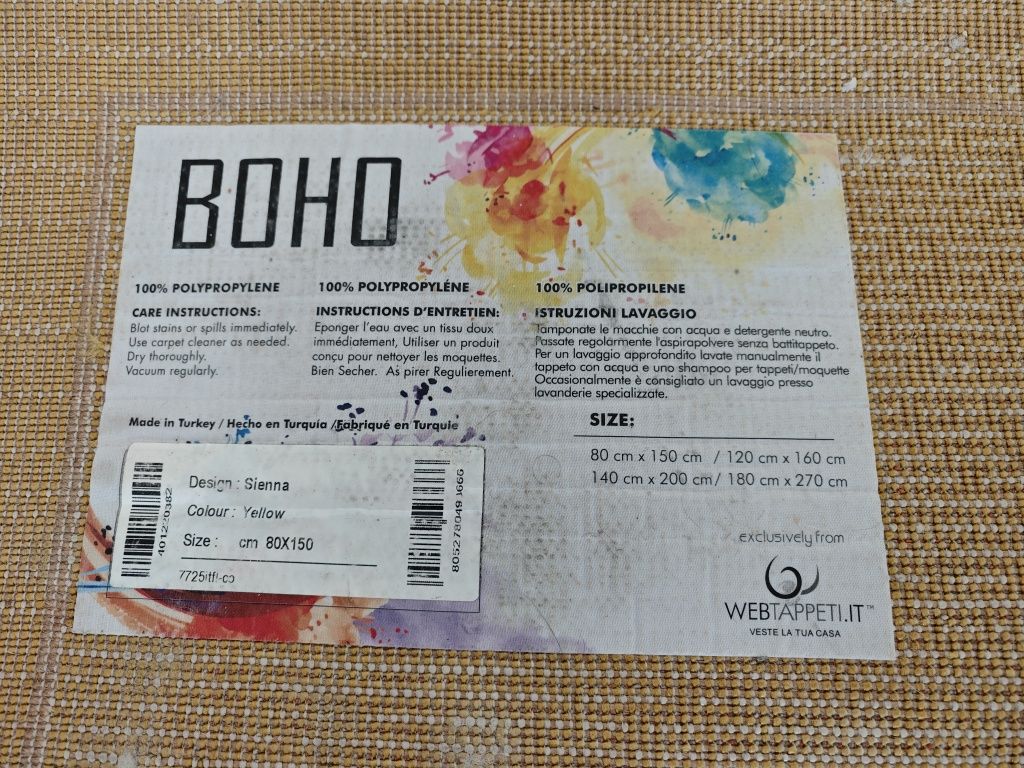 BOHO
100% POLYPROPYLENE
CARE INSTRUCTIONS:
Blot stains or spills immediately.
Use carpet cleaner as needed.
Dry thoroughly.
Vacuum regularly.
100% POLYPROPYLÉNE
INSTRUCTIONS D'ENTRETIEN:
Eponger l'eau avec un tissu doux
immédiatement, Utiliser un produit
conçu pour nettoyer les moquettes.
Bien Secher. As pirer Regulierement.
100% POLIPROPILENE
ISTRUZIONI LAVAGGIO
Tamponate le macchie con acqua e detergente neutro.
Passate regolarmente l'aspirapolvere senza battitappeto.
Per un lavaggio approfondito lavate manualmente il
tappeto con acqua e uno shampoo per tappeti/moquette
Occasionalmente è consigliato un lavaggio presso
lavanderie specializzate.
Made in Turkey / Hecho en Turquía /Fabriqué en Turquie
SIZE:
80 cm x 150 cm / 120 cm x 160 cm
140 cm x 200 cm / 180 cm x 270 cm
401220382
Design : Sienna
Colour : Yellow
Size : cm 80X150
805278049 1666
exclusively from
WEBTAPPETI.IT™
VESTE LA TUA CASA